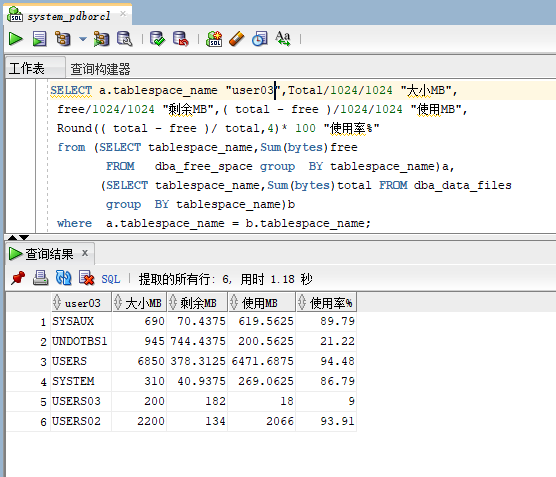 system_pdborcl
工作表 查询构建器
SELECT a.tablespace_name "user03",Total/1024/1024 "大小MB",
free/1024/1024 "剩余MB",( total - free )/1024/1024 "使用MB",
Round(( total - free )/ total,4)* 100 "使用率%"
from (SELECT tablespace_name,Sum(bytes)free
FROM dba_free_space group BY tablespace_name)a,
(SELECT tablespace_name,Sum(bytes)total FROM dba_data_files
group BY tablespace_name)b
where a.tablespace_name = b.tablespace_name;
查询结果 x
SQL | 提取的所有行: 6, 用时 1.18 秒
user03 大小MB 剩余MB 使用MB 使用率%
1 SYSAUX 690 70.4375 619.5625 89.79
2 UNDOTBS1 945 744.4375 200.5625 21.22
3 USERS 6850 378.3125 6471.6875 94.48
4 SYSTEM 310 40.9375 269.0625 86.79
5 USERS03 200 182 18 9
6 USERS02 2200 134 2066 93.91